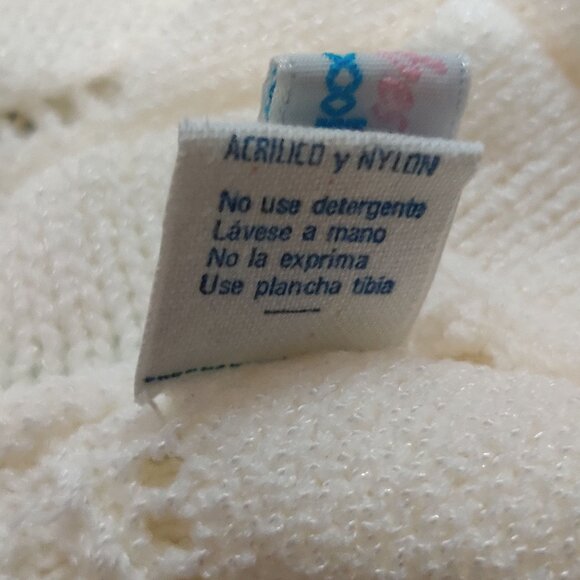 ACRILICO y NYLON
No use detergente
Lávese a mano
No la exprima
Use plancha tibia